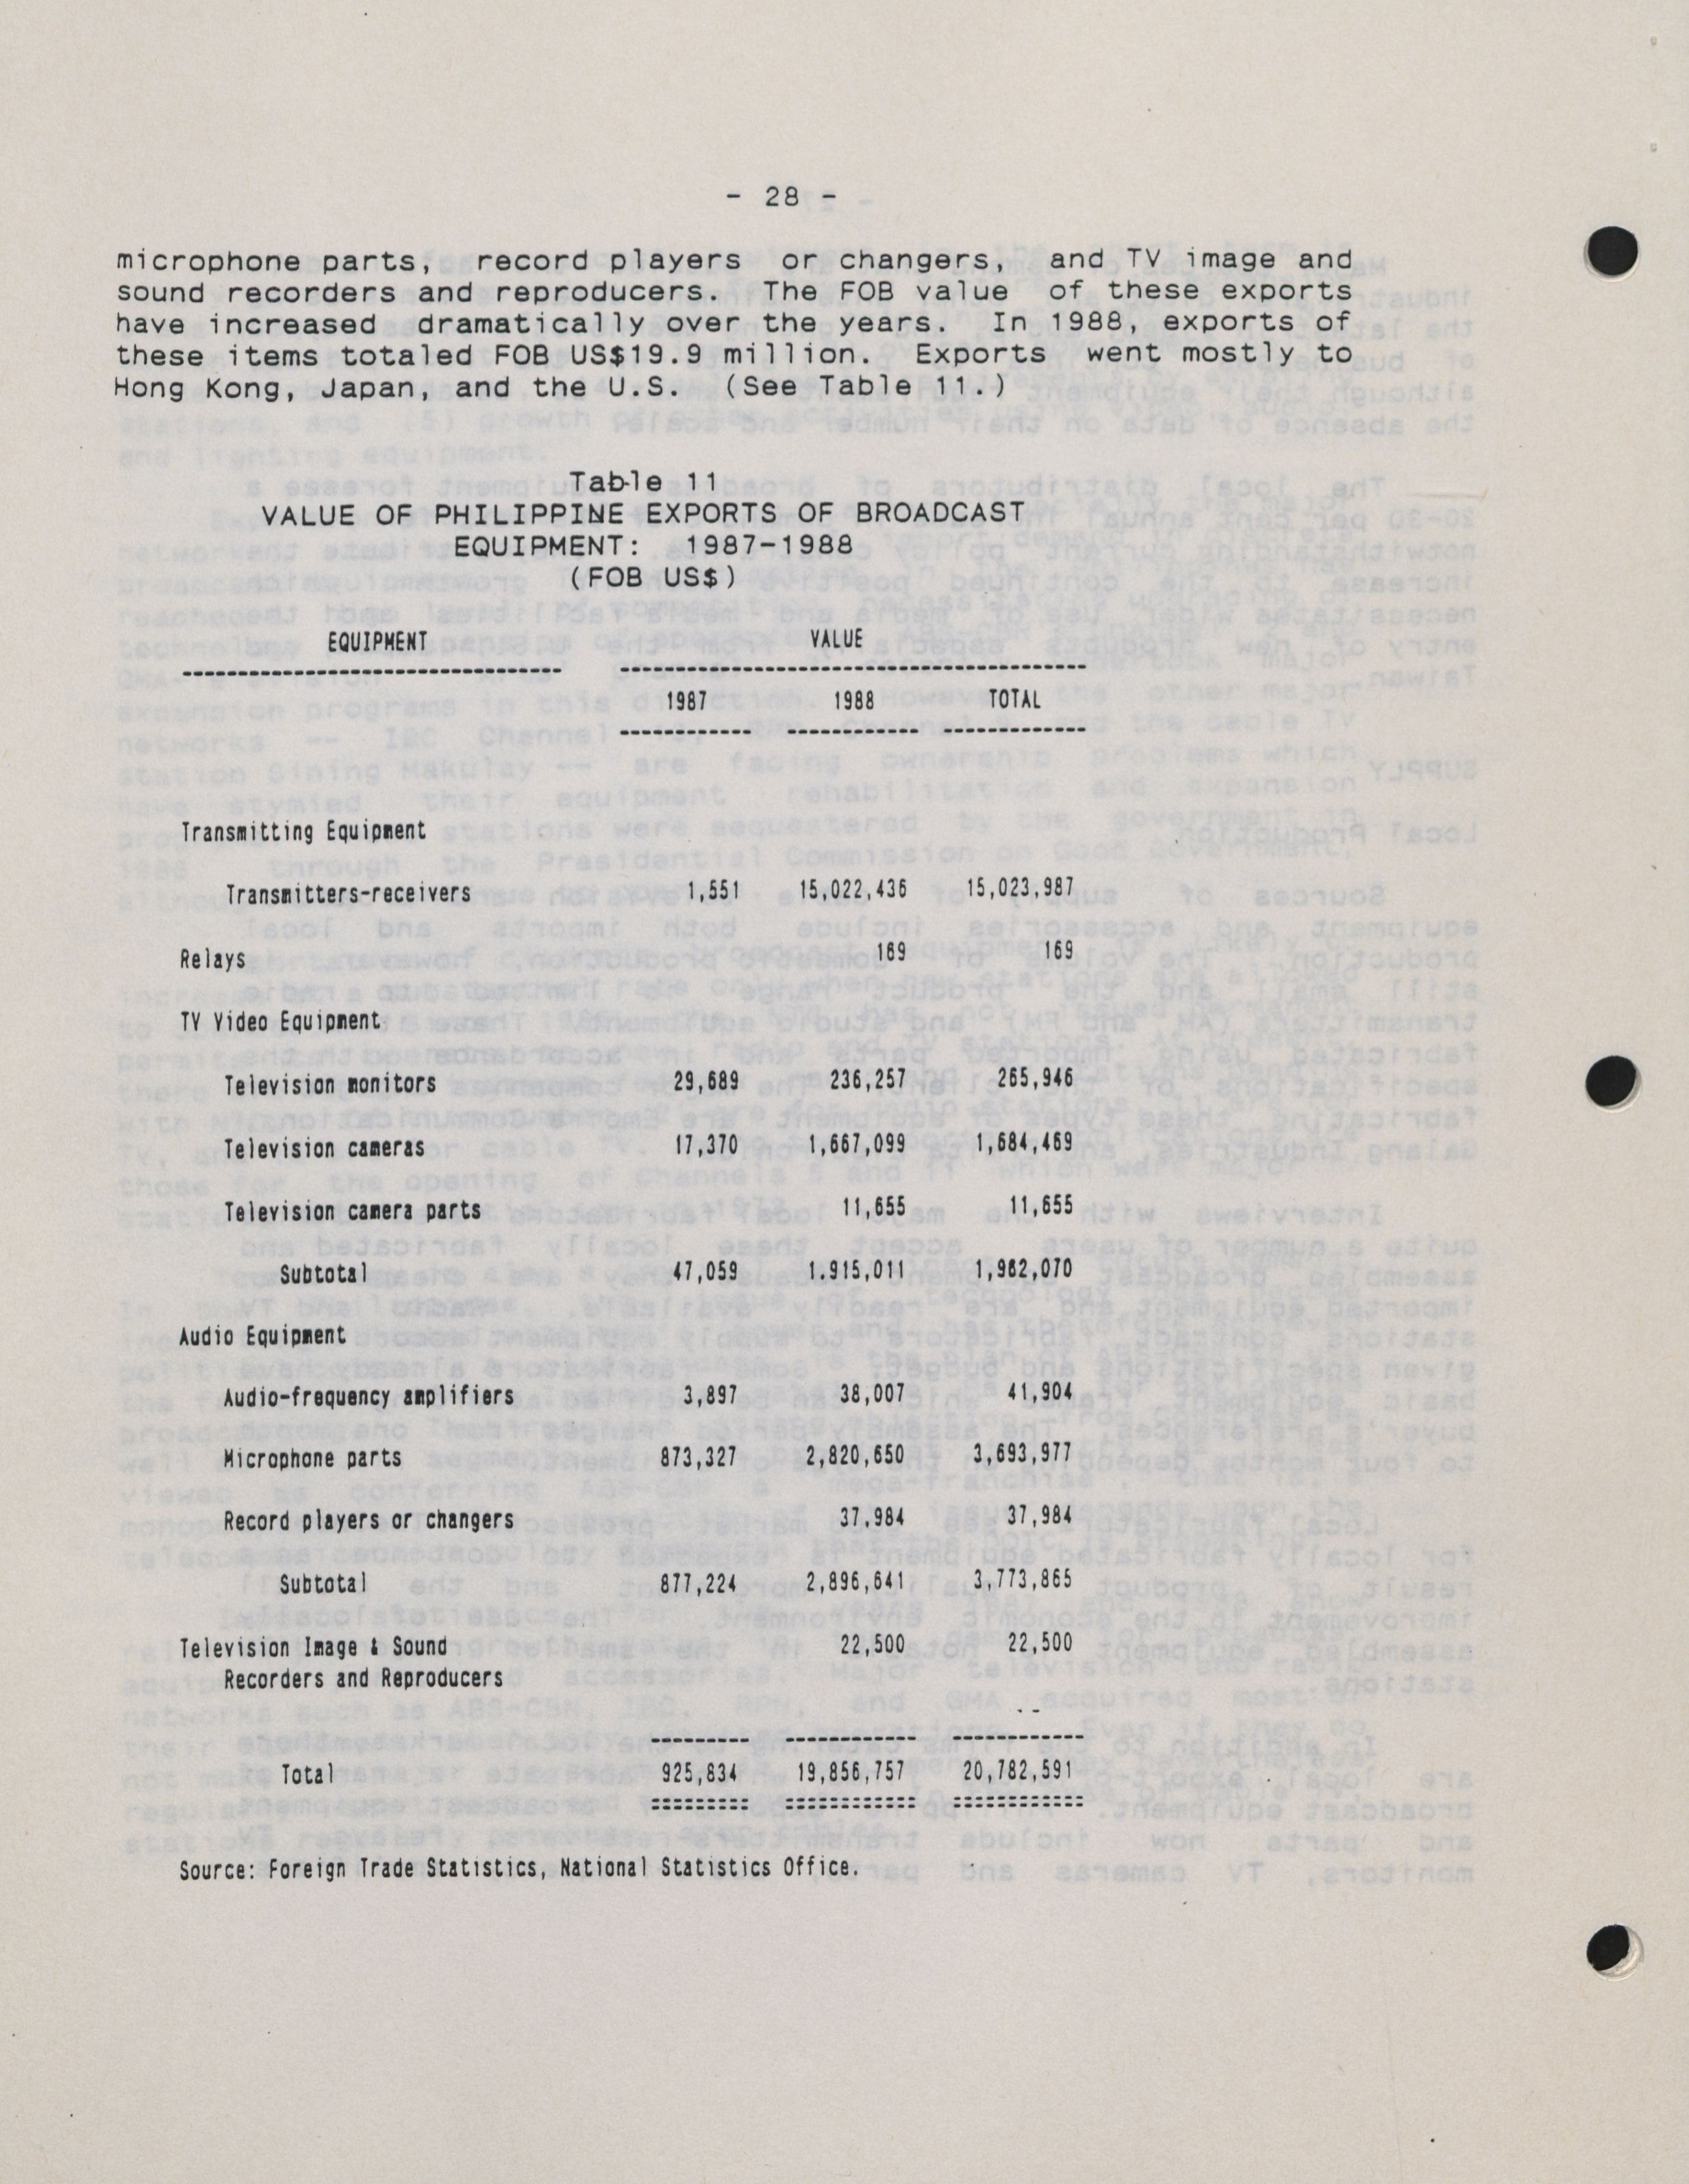 - 28 -
microphone parts, record players or changers, and TV image and
sound recorders and reproducers. The FOB value of these exports
have increased dramatically over the years. In 1988, exports of
these items totaled FOB US$19.9 million. Exports went mostly to
Hong Kong, Japan, and the U.S. (See Table 11.)
Table 11
VALUE OF PHILIPPINE EXPORTS OF BROADCAST
EQUIPMENT: 1987-1988
(FOB US$)
EQUIPMENT VALUE
1987 1988 TOTAL
Transmitting Equipment
Transmitters-receivers 1,551 15,022,436 15,023,987
Relays 169 169
TV Video Equipment
Television monitors 29,689 236,257 265,946
Television cameras 17,370 1,667,099 1,684,469
Television camera parts 11,655 11,655
Subtotal 47,059 1.915,011 1,962,070
Audio Equipment
Audio-frequency amplifiers 3,897 38,007 41,904
Microphone parts 873,327 2,820,650 3,693,977
Record players or changers 37,984 37,984
Subtotal 877,224 2,896,641 3,773,865
Television Image & Sound 22,500 22,500
Recorders and Reproducers
Total 925,834 19,856,757 20,782,591
Source: Foreign Trade Statistics, National Statistics Office.